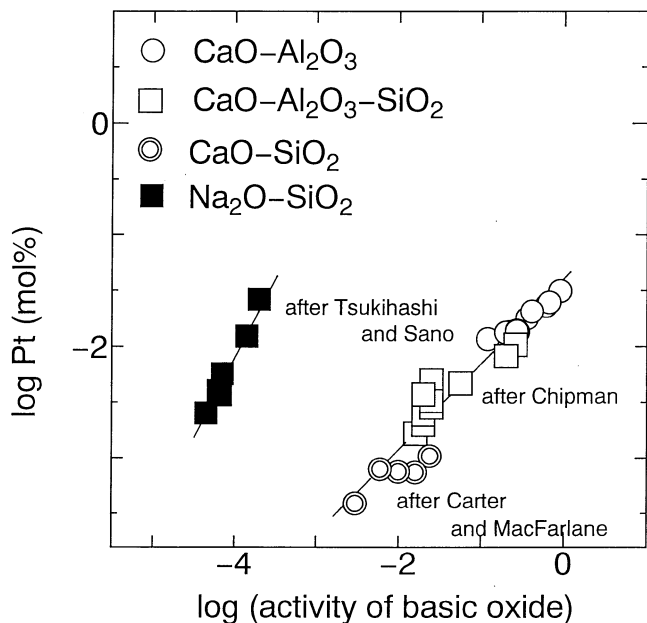 CaO–Al₂O₃
CaO–Al₂O₃–SiO₂
CaO–SiO₂
Na₂O–SiO₂
0
after Tsukihashi
and Sano
−2
after Chipman
after Carter
and MacFarlane
−4
−2
0
log Pt (mol%)
log (activity of basic oxide)